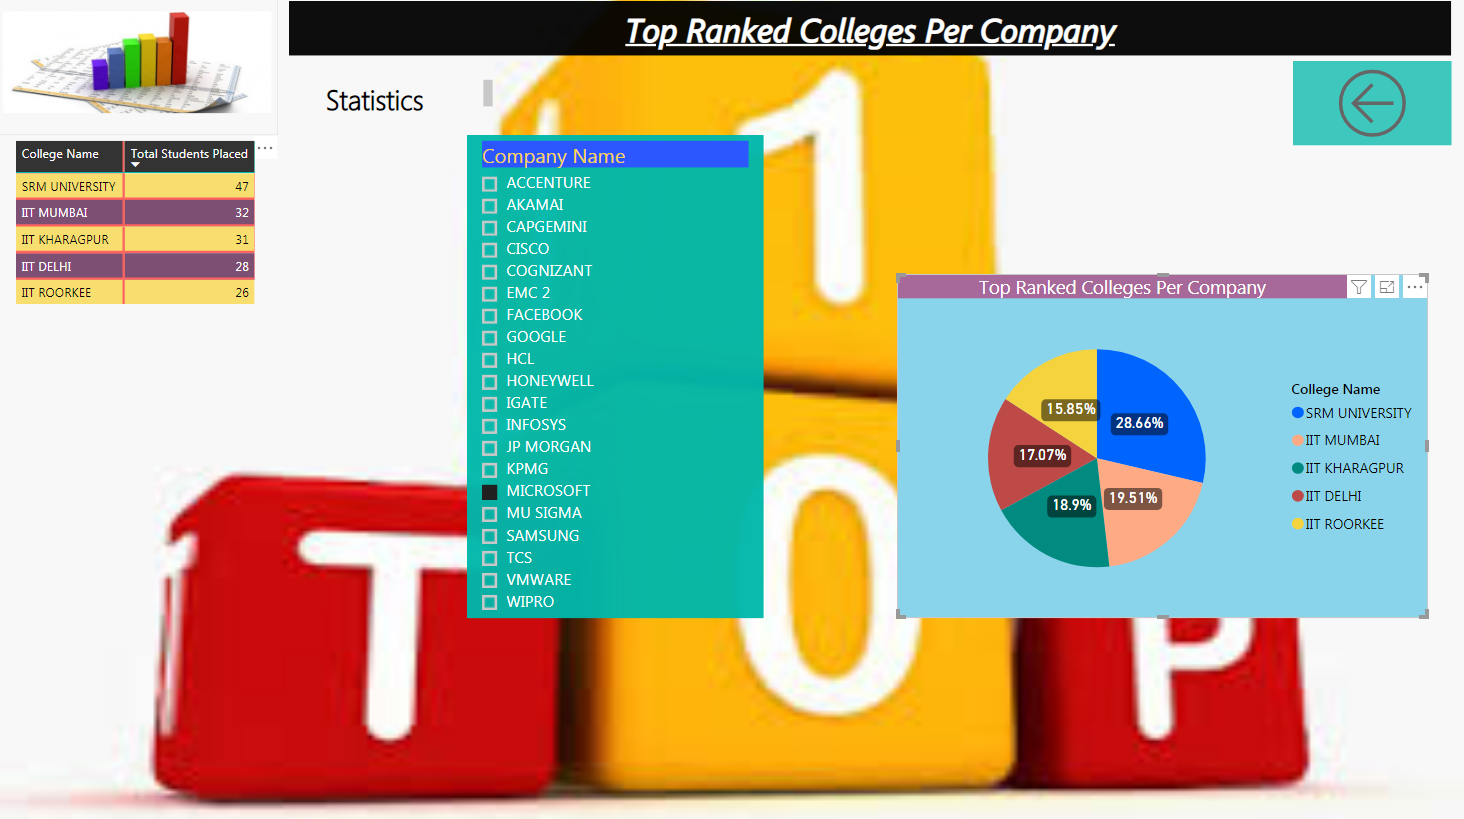 Top Ranked Colleges Per Company
Statistics
College Name Total Students Placed
SRM UNIVERSITY 47
IIT MUMBAI 32
IIT KHARAGPUR 31
IIT DELHI 28
IIT ROORKEE 26
Company Name
ACCENTURE
AKAMAI
CAPGEMINI
CISCO
COGNIZANT
EMC 2
FACEBOOK
GOOGLE
HCL
HONEYWELL
IGATE
INFOSYS
JP MORGAN
KPMG
MICROSOFT
MU SIGMA
SAMSUNG
TCS
VMWARE
WIPRO
Top Ranked Colleges Per Company
15.85%
28.66%
17.07%
19.51%
18.9%
College Name
SRM UNIVERSITY
IIT MUMBAI
IIT KHARAGPUR
IIT DELHI
IIT ROORKEE
1
T 0 P